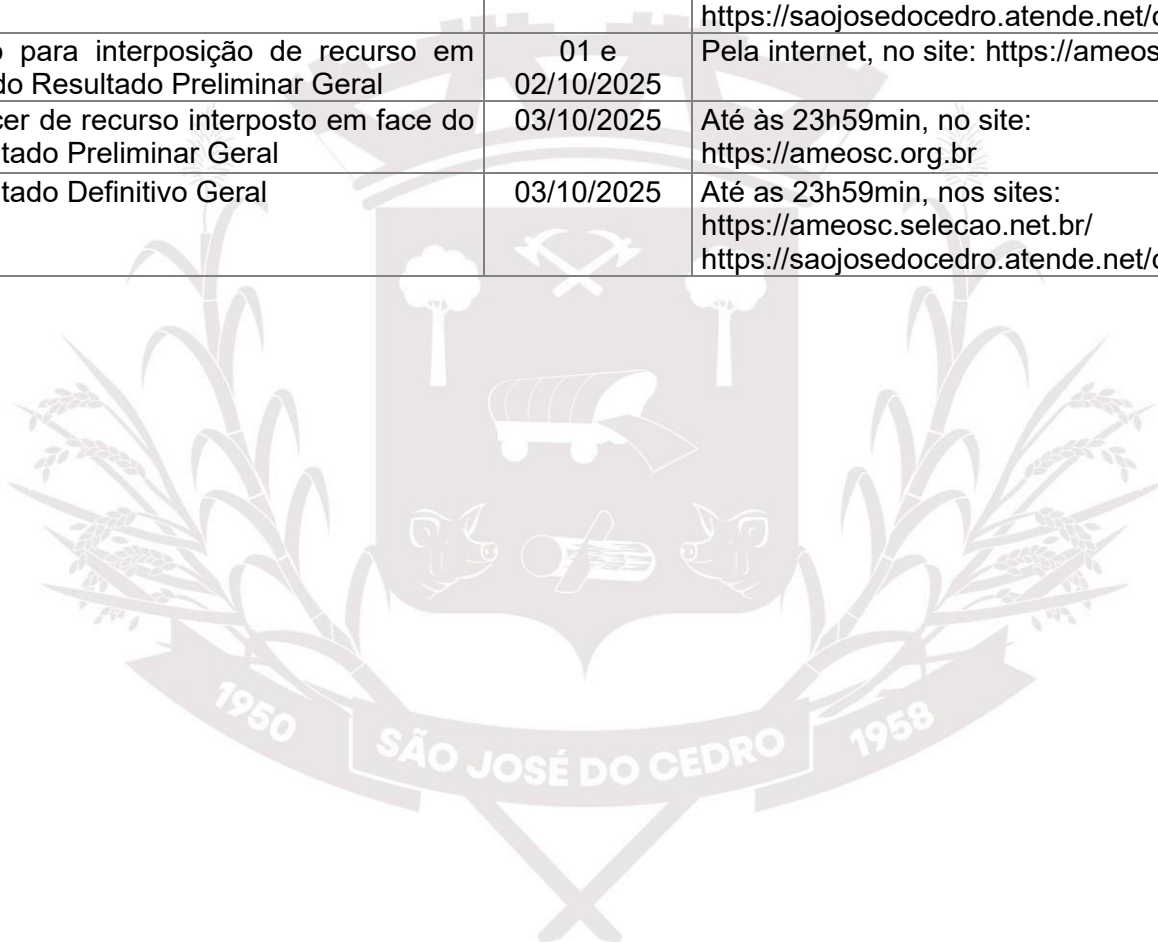 https://saojosedocedro.atende.net/
para interposição de recurso em
do Resultado Preliminar Geral
01 e
02/10/2025
Pela internet, no site: https://ameos
cer de recurso interposto em face do
tado Preliminar Geral
03/10/2025
Até às 23h59min, no site:
https://ameosc.org.br
tado Definitivo Geral
03/10/2025
Até as 23h59min, nos sites:
https://ameosc.selecao.net.br/
https://saojosedocedro.atende.net/
1950
SÃO JOSÉ DO CEDRO
1958